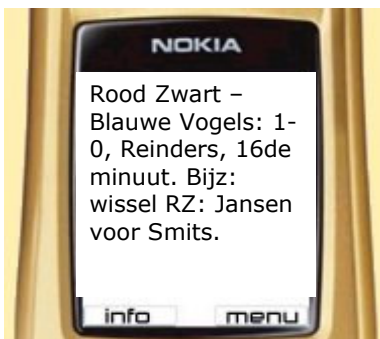 NOKIA
Rood Zwart –
Blauwe Vogels: 1-
0, Reinders, 16de
minuut. Bijz:
wissel RZ: Jansen
voor Smits.
info menu